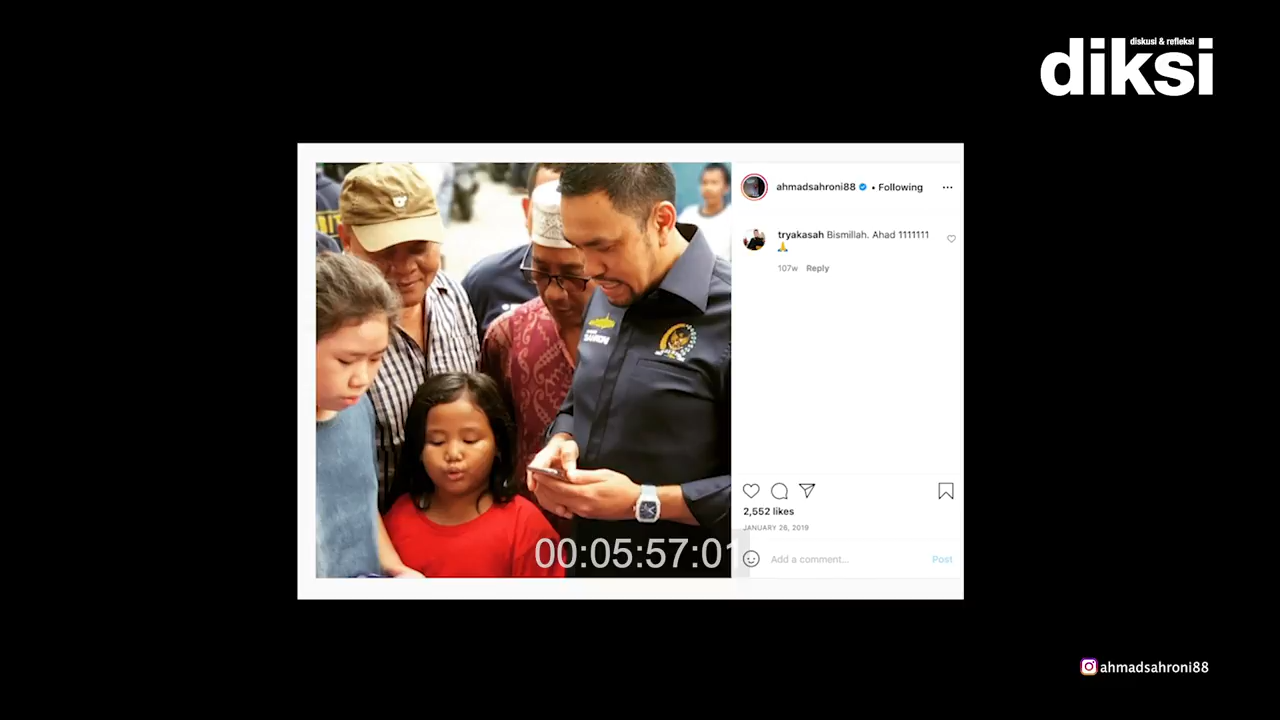 diskusi & refleksi
diksi
ahmadsahroni88 • Following
tryakasah Bismillah. Ahad 1111111
🙏
107w Reply
2,552 likes
JANUARY 26, 2019
00:05:57:01
Add a comment... Post
ahmadsahroni88